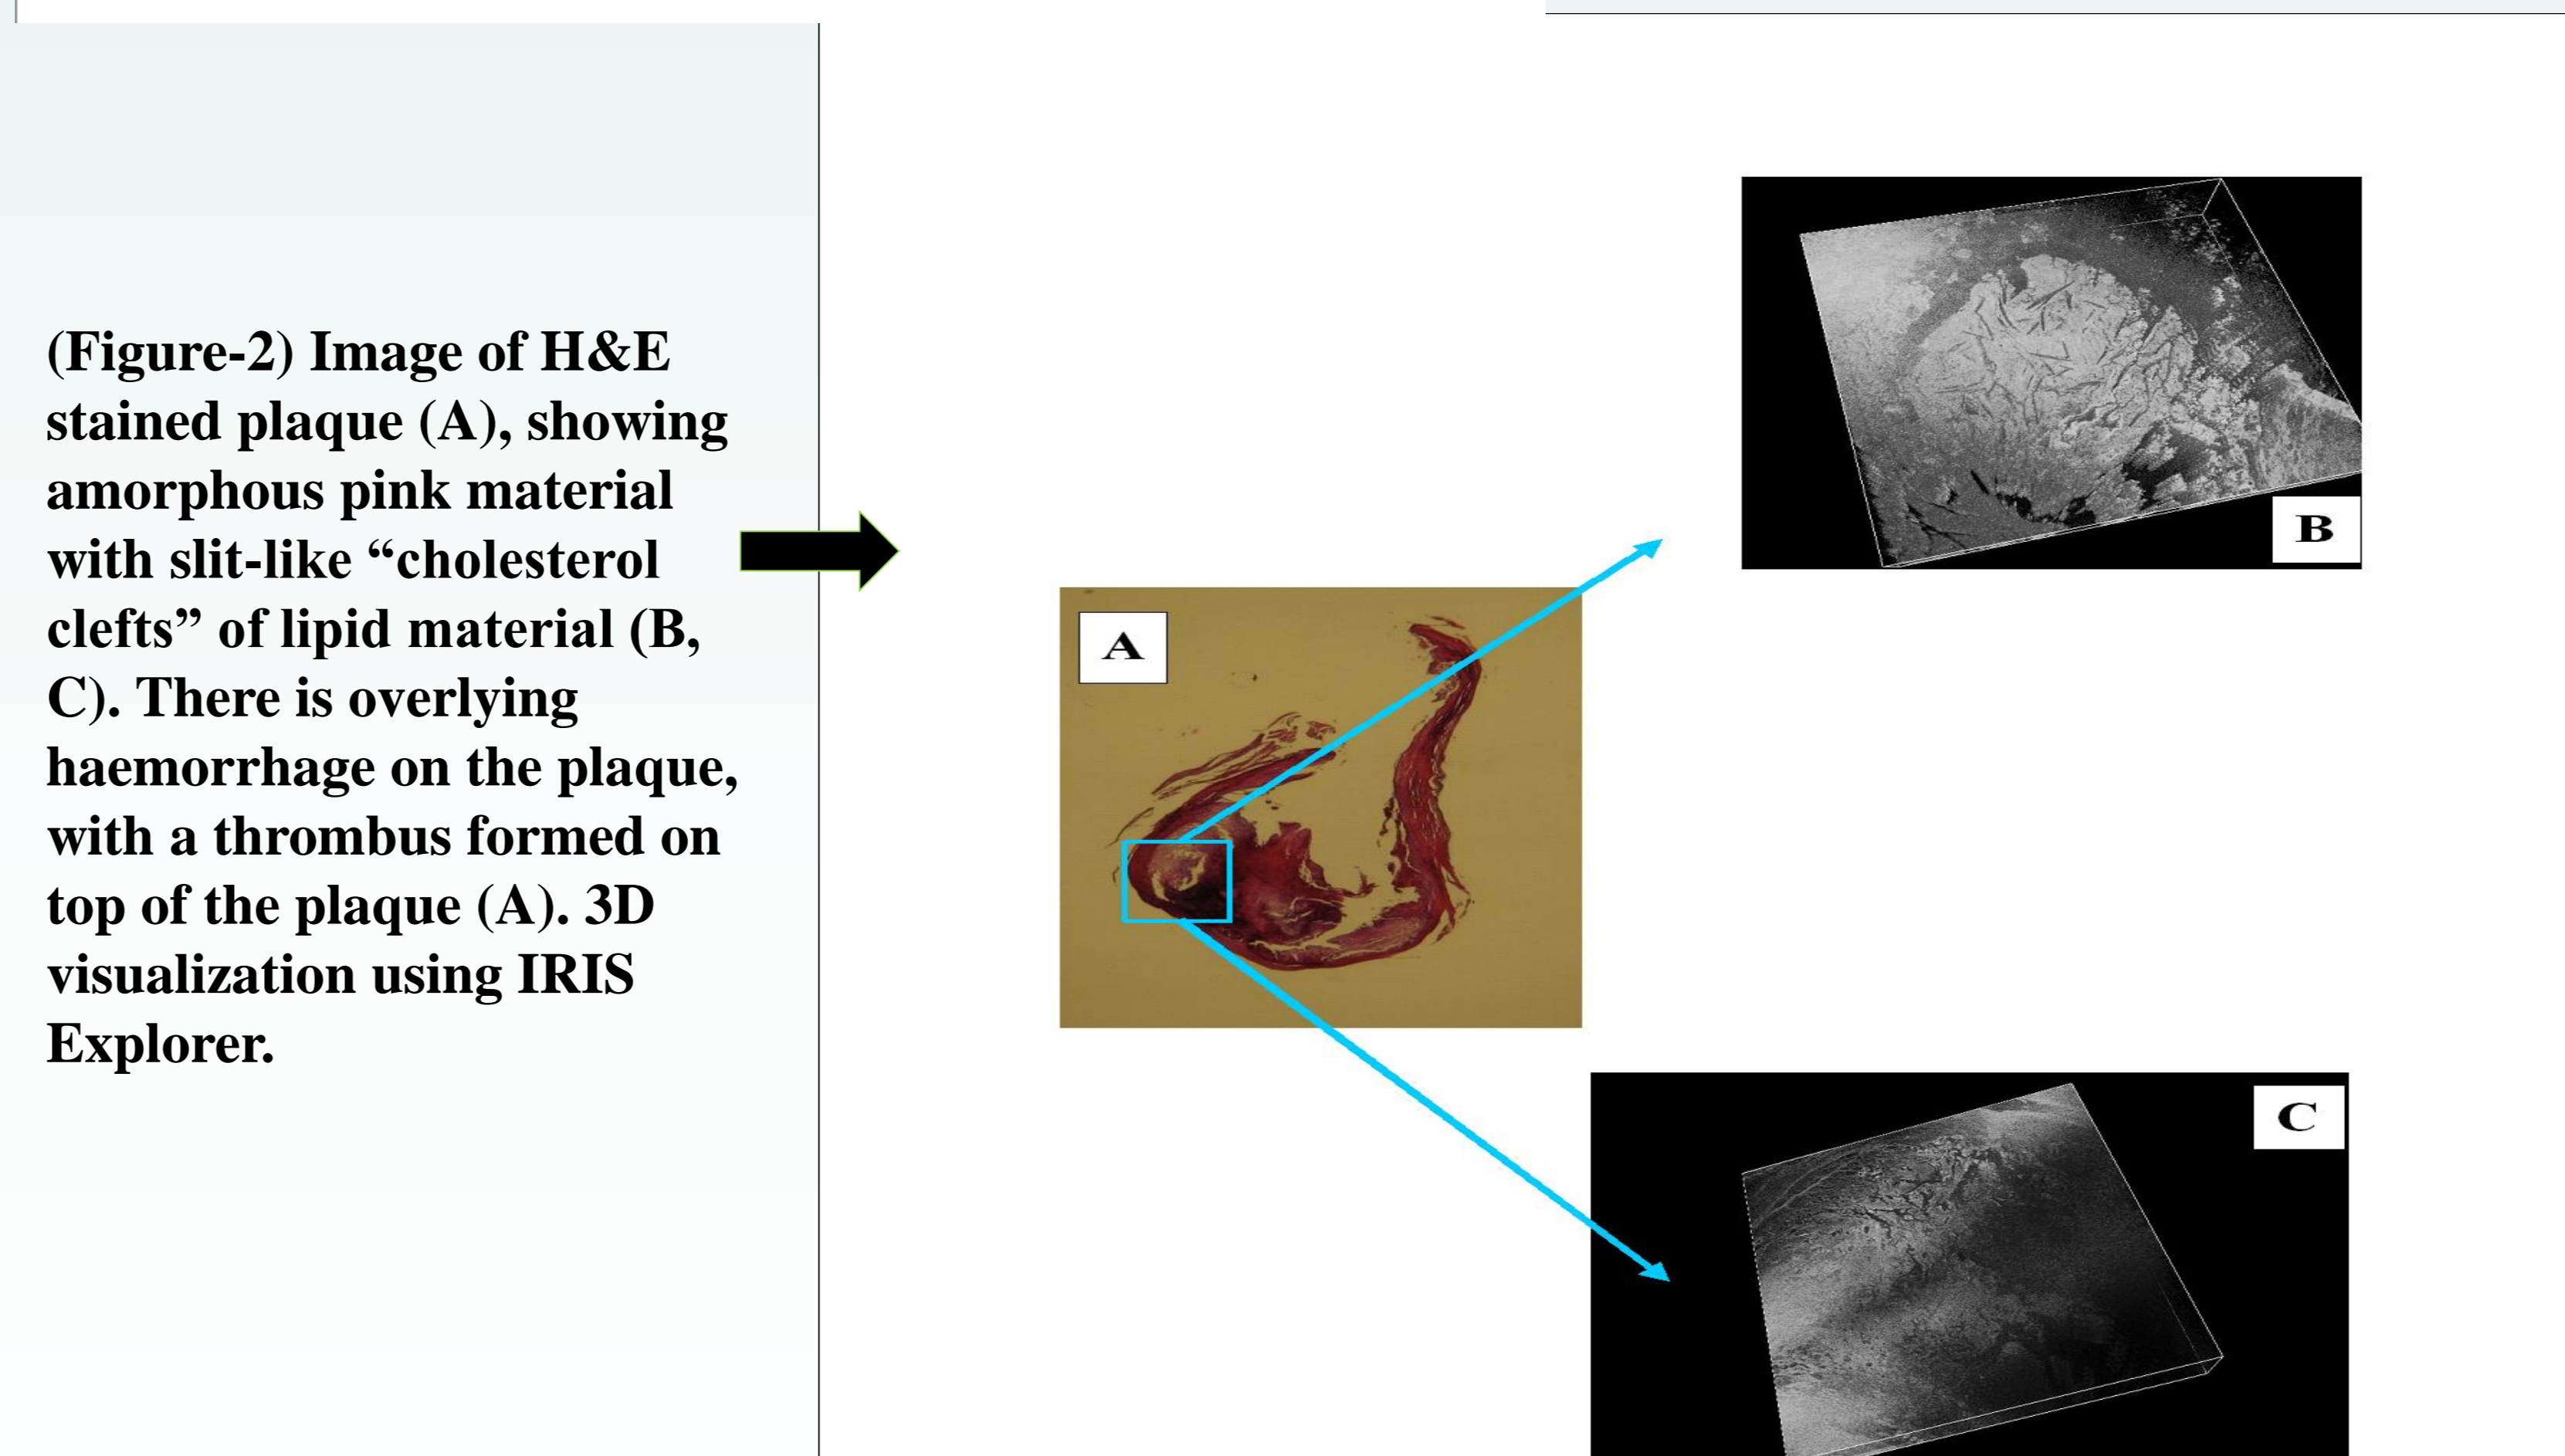 (Figure-2) Image of H&E
stained plaque (A), showing
amorphous pink material
with slit-like “cholesterol
clefts” of lipid material (B,
C). There is overlying
haemorrhage on the plaque,
with a thrombus formed on
top of the plaque (A). 3D
visualization using IRIS
Explorer.
A
B
C